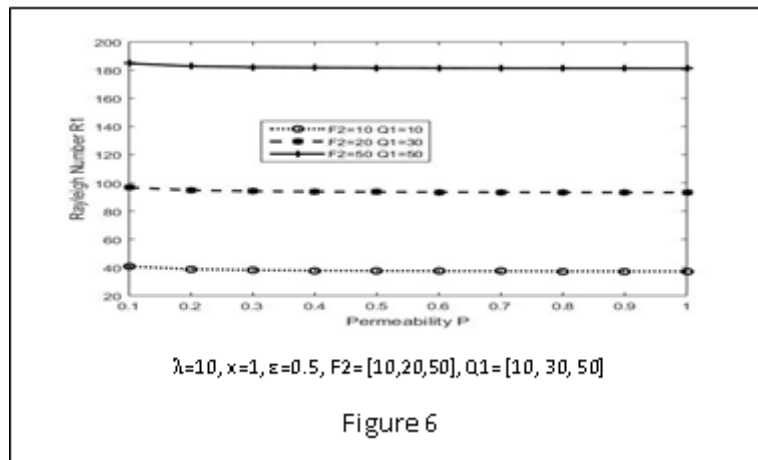 200
180
160
140
120
100
80
60
40
20
Rayleigh Number R1
F2=10 Q1=10
F2=20 Q1=30
F2=50 Q1=50
0.1 0.2 0.3 0.4 0.5 0.6 0.7 0.8 0.9 1
Permeability P
λ=10, x=1, ε=0.5, F2= [10,20,50], Q1= [10, 30, 50]
Figure 6